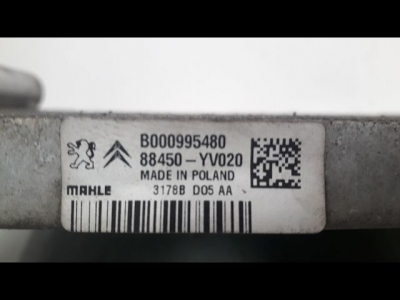 B000995480
88450-YV020
MADE IN POLAND
MAHLE 3178B D05 AA